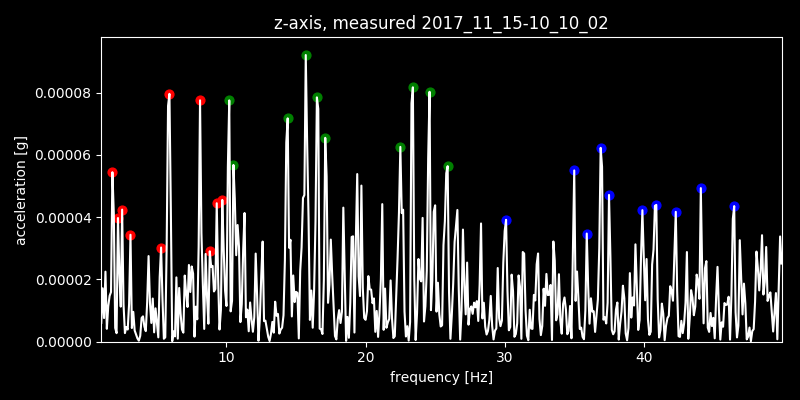 z-axis, measured 2017_11_15-10_10_02
acceleration [g]
0.00008
0.00006
0.00004
0.00002
0.00000
10 20 30 40
frequency [Hz]